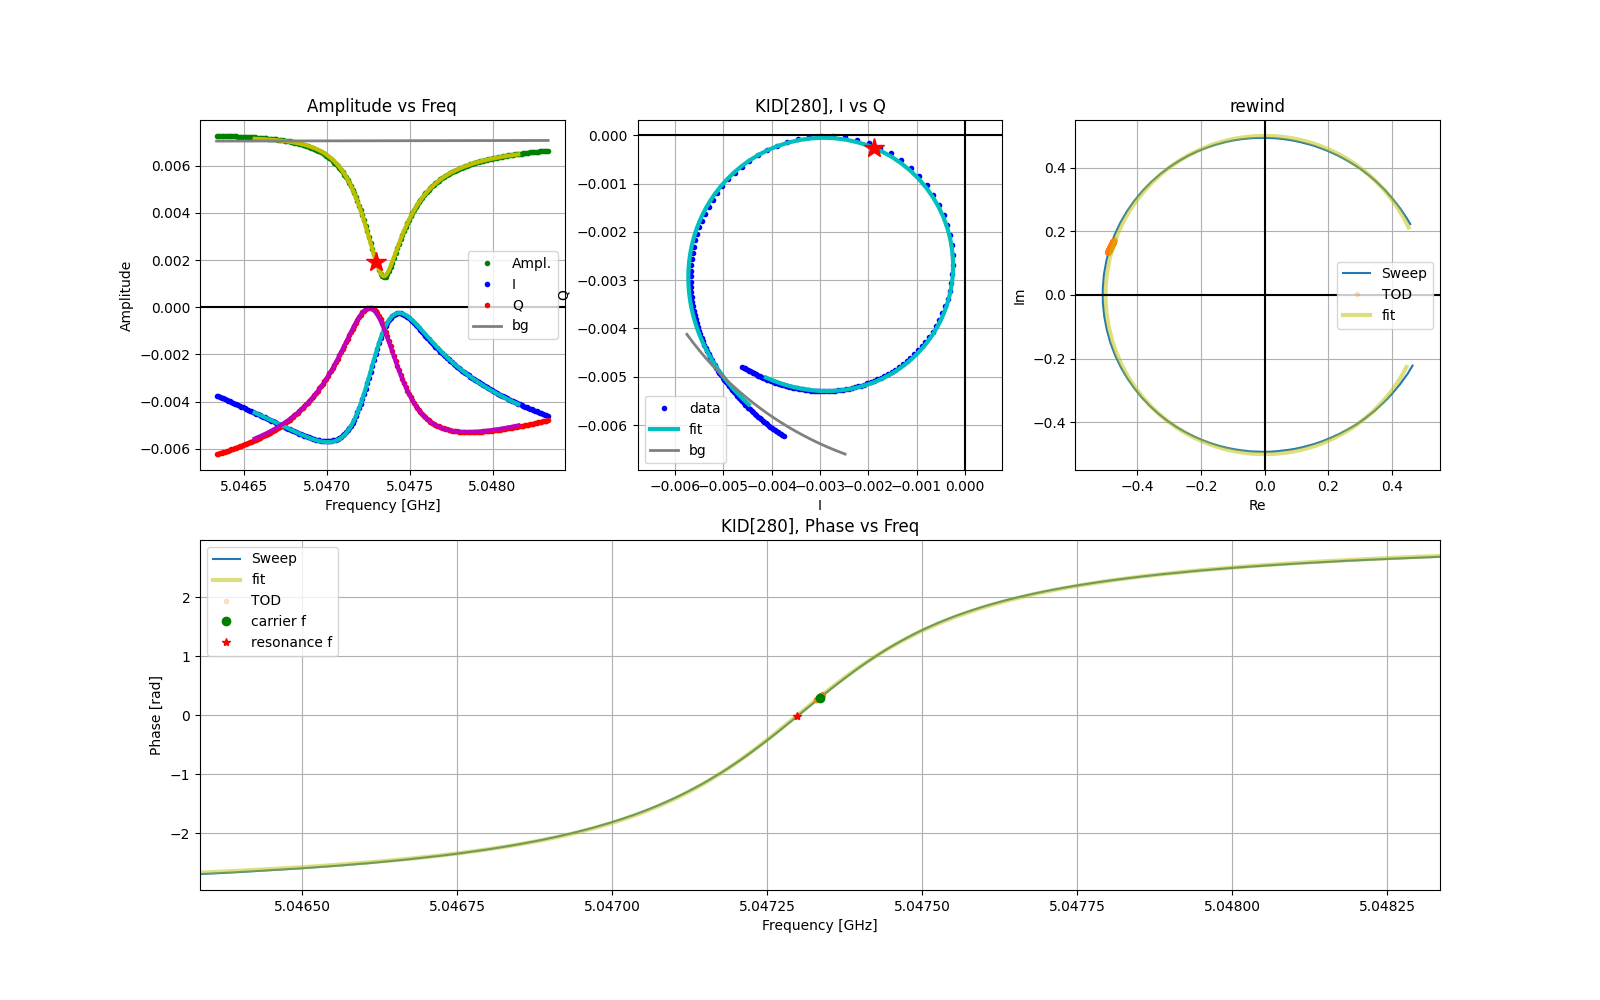 Amplitude vs Freq
KID[280], I vs Q
rewind
0.006
0.004
0.002
0.000
−0.002
−0.004
−0.006
Amplitude
Ampl.
I
Q
bg
5.0465
5.0470
5.0475
5.0480
Frequency [GHz]
0.000
−0.001
−0.002
−0.003
−0.004
−0.005
−0.006
Q
data
fit
bg
−0.006
−0.005
−0.004
−0.003
−0.002
−0.001
0.000
I
0.4
0.2
0.0
−0.2
−0.4
Im
Sweep
TOD
fit
−0.4
−0.2
0.0
0.2
0.4
Re
KID[280], Phase vs Freq
2
1
0
−1
−2
Phase [rad]
Sweep
fit
TOD
carrier f
resonance f
5.04650
5.04675
5.04700
5.04725
5.04750
5.04775
5.04800
5.04825
Frequency [GHz]